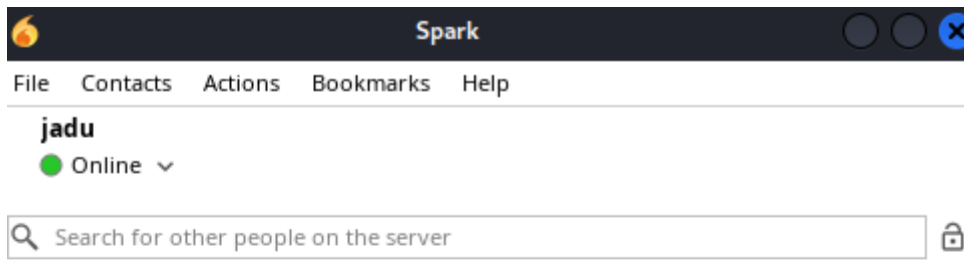 Spark
File Contacts Actions Bookmarks Help
jadu
Online
Search for other people on the server